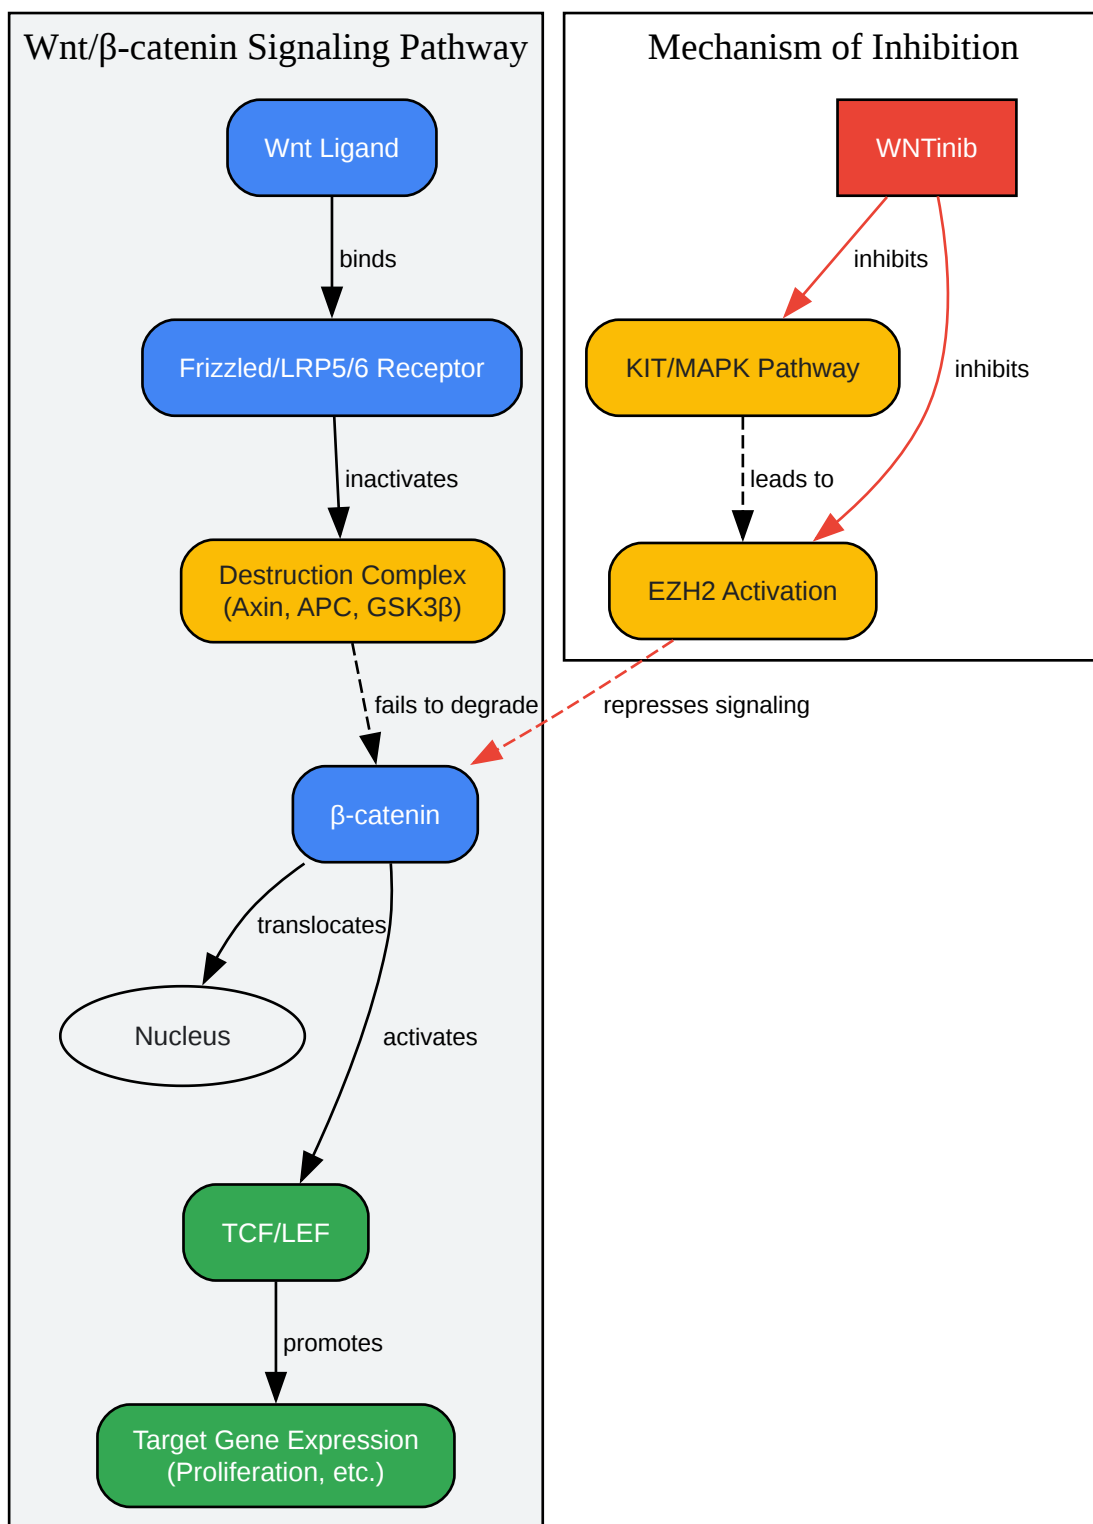 Wnt/β-catenin Signaling Pathway
Wnt Ligand
binds
Frizzled/LRP5/6 Receptor
inactivates
Destruction Complex
(Axin, APC, GSK3β)
fails to degrade
β-catenin
translocates
Nucleus
activates
TCF/LEF
promotes
Target Gene Expression
(Proliferation, etc.)
Mechanism of Inhibition
WNTinib
inhibits
KIT/MAPK Pathway
inhibits
leads to
EZH2 Activation
represses signaling